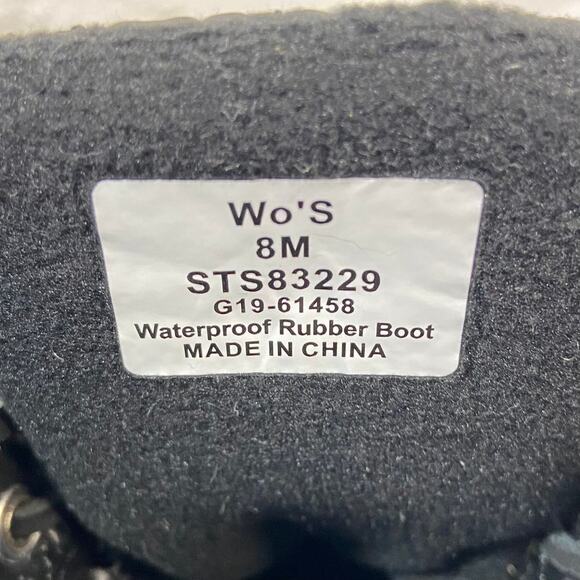 Wo'S
8M
STS83229
G19-61458
Waterproof Rubber Boot
MADE IN CHINA